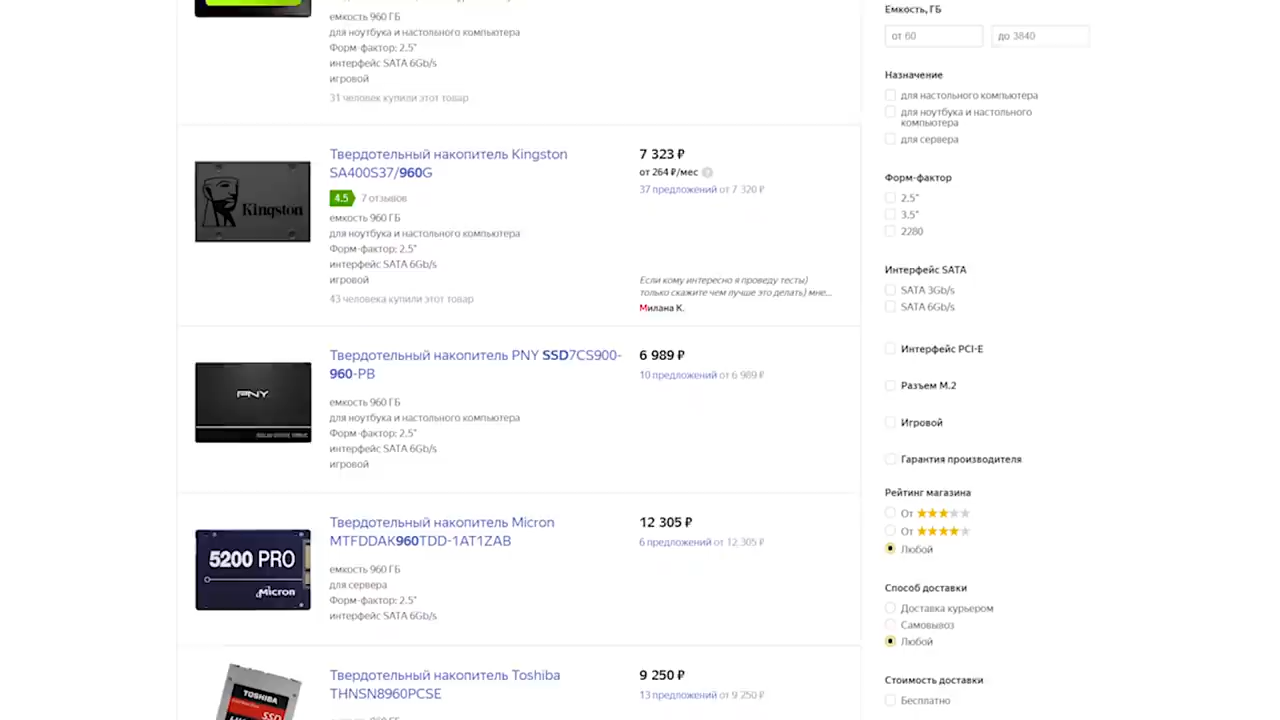 емкость 960 ГБ
для ноутбука и настольного компьютера
Форм-фактор: 2.5"
интерфейс SATA 6Gb/s
игровой
31 человек купили этот товар
Kingston
Твердотельный накопитель Kingston
SA400S37/960G
4.5 7 отзывов
емкость 960 ГБ
для ноутбука и настольного компьютера
Форм-фактор: 2.5"
интерфейс SATA 6Gb/s
игровой
43 человека купили этот товар
7 323 ₽
от 264 ₽/мес ?
37 предложений от 7 320 ₽
Если кому интересно я проведу тесты)
только скажите чем лучше это делать) мне...
Милана К.
PNY
Твердотельный накопитель PNY SSD7CS900-
960-PB
емкость 960 ГБ
для ноутбука и настольного компьютера
Форм-фактор: 2.5"
интерфейс SATA 6Gb/s
игровой
6 989 ₽
10 предложений от 6 989 ₽
5200 PRO
Micron
Твердотельный накопитель Micron
MTFDDAK960TDD-1AT1ZAB
емкость 960 ГБ
для сервера
Форм-фактор: 2.5"
интерфейс SATA 6Gb/s
12 305 ₽
6 предложений от 12 305 ₽
TOSHIBA
SSD
Твердотельный накопитель Toshiba
THNSN8960PCSE
9 250 ₽
13 предложений от 9 250 ₽
Емкость, ГБ
от 60 до 3840
Назначение
для настольного компьютера
для ноутбука и настольного
компьютера
для сервера
Форм-фактор
2.5"
3.5"
2280
Интерфейс SATA
SATA 3Gb/s
SATA 6Gb/s
Интерфейс PCI-E
Разъем M.2
Игровой
Гарантия производителя
Рейтинг магазина
От ★★★★★
От ★★★★★
Любой
Способ доставки
Доставка курьером
Самовывоз
Любой
Стоимость доставки
Бесплатно